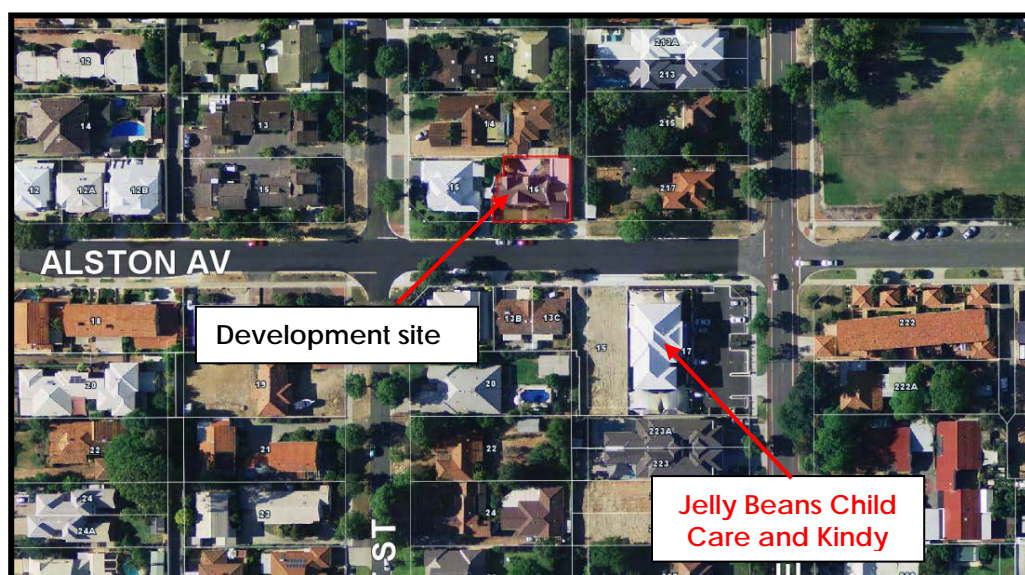 213A
12
9
12
213
14
13
14
215
12
12A
12B
15
16
16
217
ALSTON AV
Development site
18
13B
13C
15
17
222
20
19
20
222A
22
21
22
223A
223
24
24A
23
24
Jelly Beans Child
Care and Kindy
ST